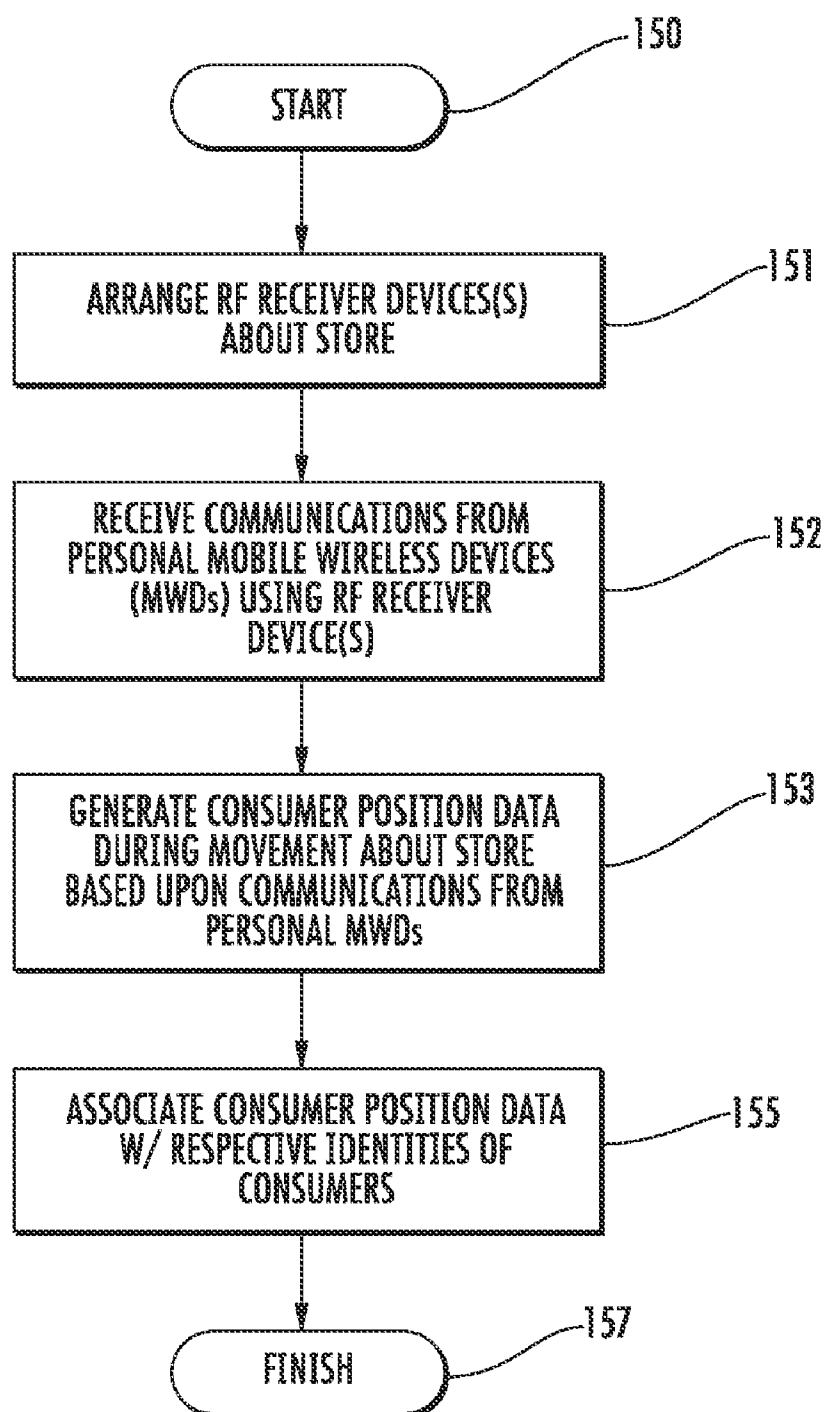 150
START
151
ARRANGE RF RECEIVER DEVICES(S)
ABOUT STORE
152
RECEIVE COMMUNICATIONS FROM
PERSONAL MOBILE WIRELESS DEVICES
(MWDs) USING RF RECEIVER
DEVICE(S)
153
GENERATE CONSUMER POSITION DATA
DURING MOVEMENT ABOUT STORE
BASED UPON COMMUNICATIONS FROM
PERSONAL MWDs
155
ASSOCIATE CONSUMER POSITION DATA
W/ RESPECTIVE IDENTITIES OF
CONSUMERS
157
FINISH